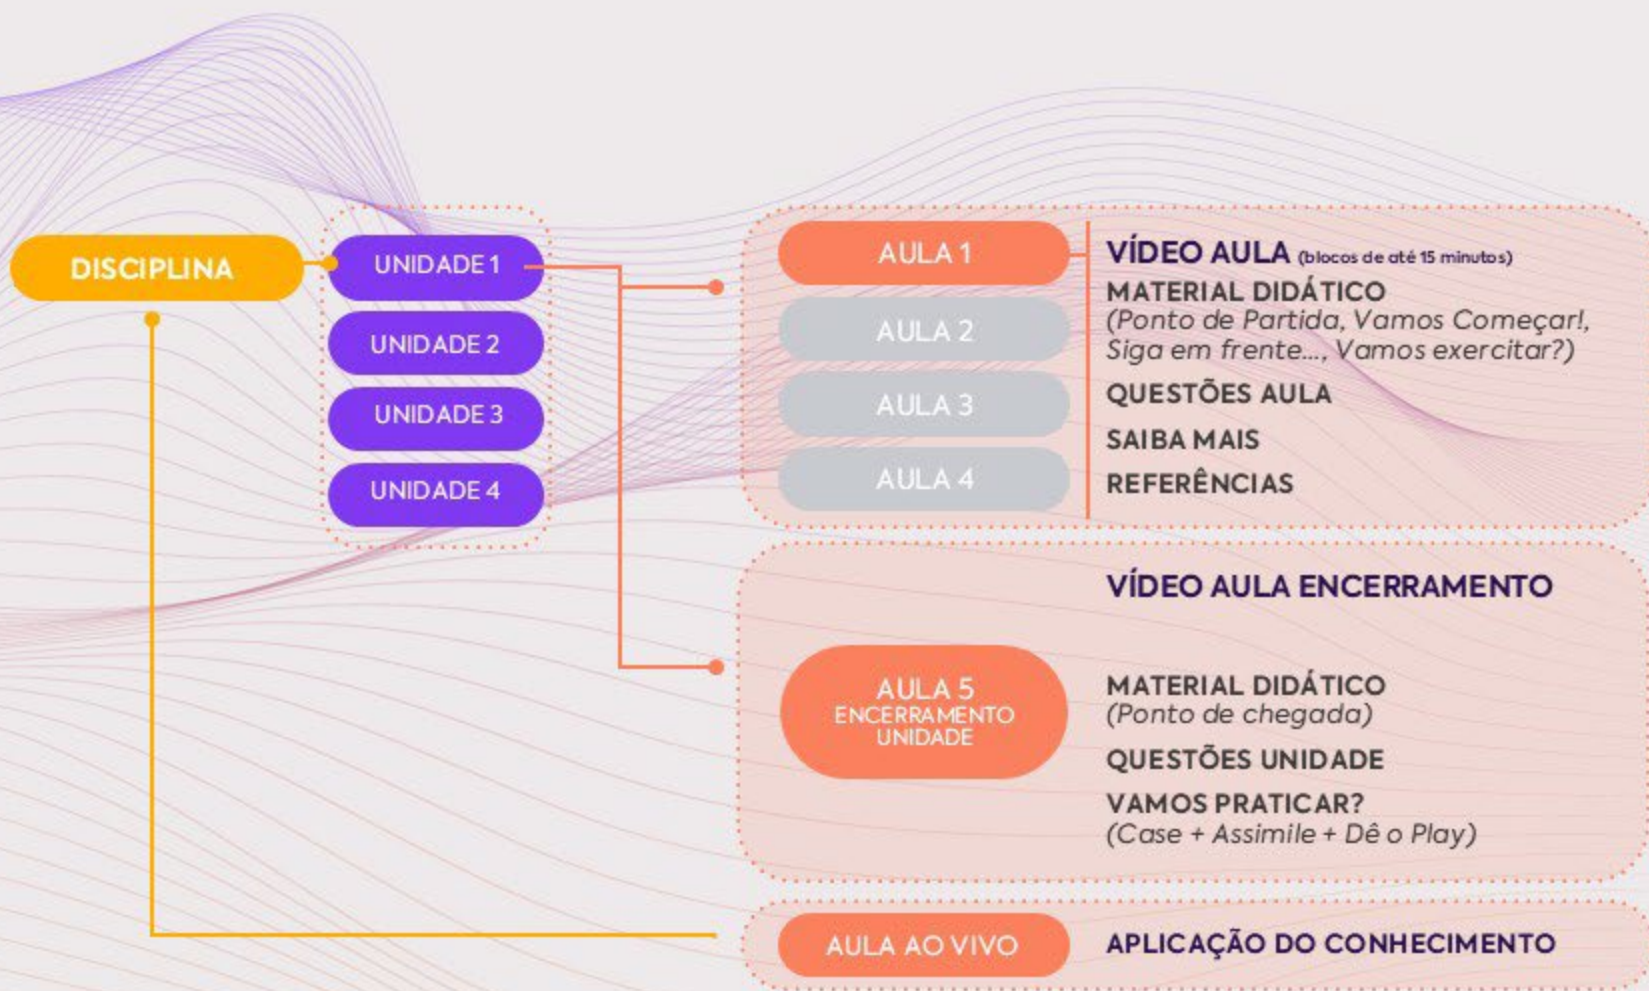 DISCIPLINA
UNIDADE 1
UNIDADE 2
UNIDADE 3
UNIDADE 4
AULA 1
AULA 2
AULA 3
AULA 4
VÍDEO AULA (blocos de até 15 minutos)
MATERIAL DIDÁTICO
(Ponto de Partida, Vamos Começar!,
Siga em frente..., Vamos exercitar?)
QUESTÕES AULA
SAIBA MAIS
REFERÊNCIAS
AULA 5
ENCERRAMENTO
UNIDADE
VÍDEO AULA ENCERRAMENTO
MATERIAL DIDÁTICO
(Ponto de chegada)
QUESTÕES UNIDADE
VAMOS PRATICAR?
(Case + Assimile + Dê o Play)
AULA AO VIVO
APLICAÇÃO DO CONHECIMENTO